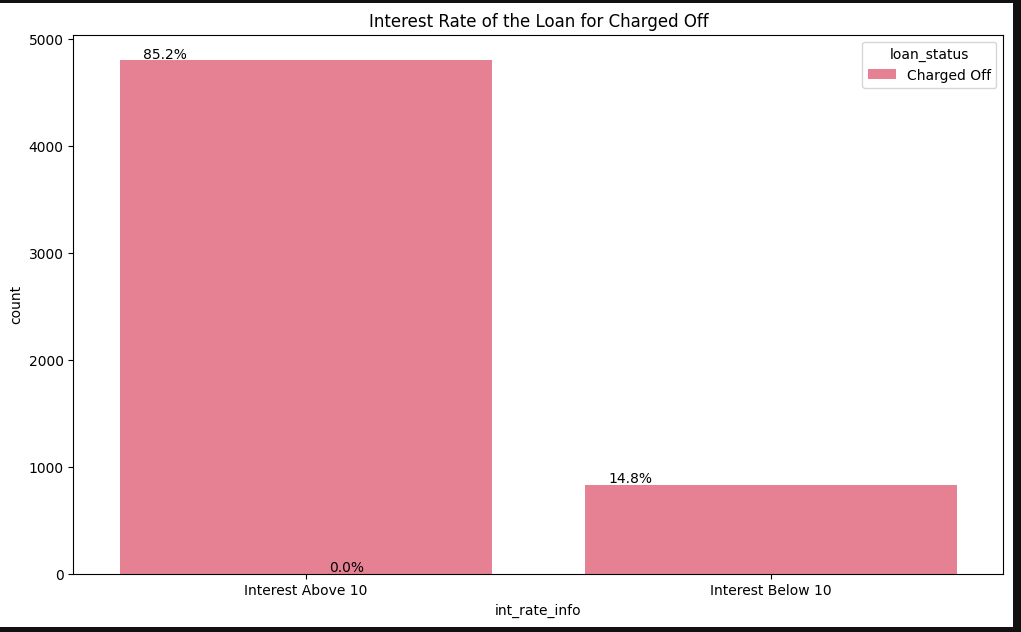 Interest Rate of the Loan for Charged Off
5000
85.2%
loan_status
Charged Off
4000
3000
count
2000
1000
14.8%
0.0%
0
Interest Above 10
Interest Below 10
int_rate_info